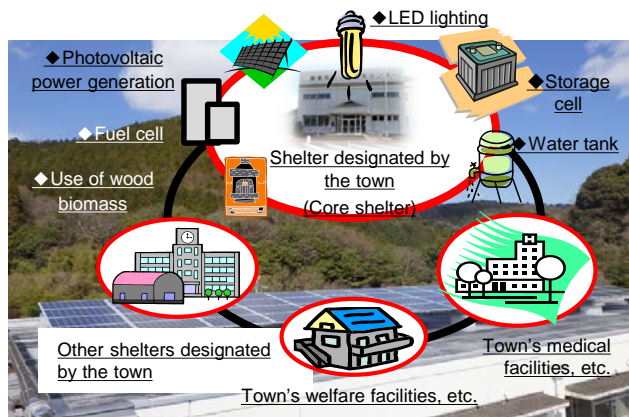 ◆LED lighting
◆Photovoltaic
power generation
◆Storage
cell
◆Fuel cell
◆Water tank
Shelter designated by
the town
(Core shelter)
◆Use of wood
biomass
Other shelters designated
by the town
Town's medical
facilities, etc.
Town's welfare facilities, etc.